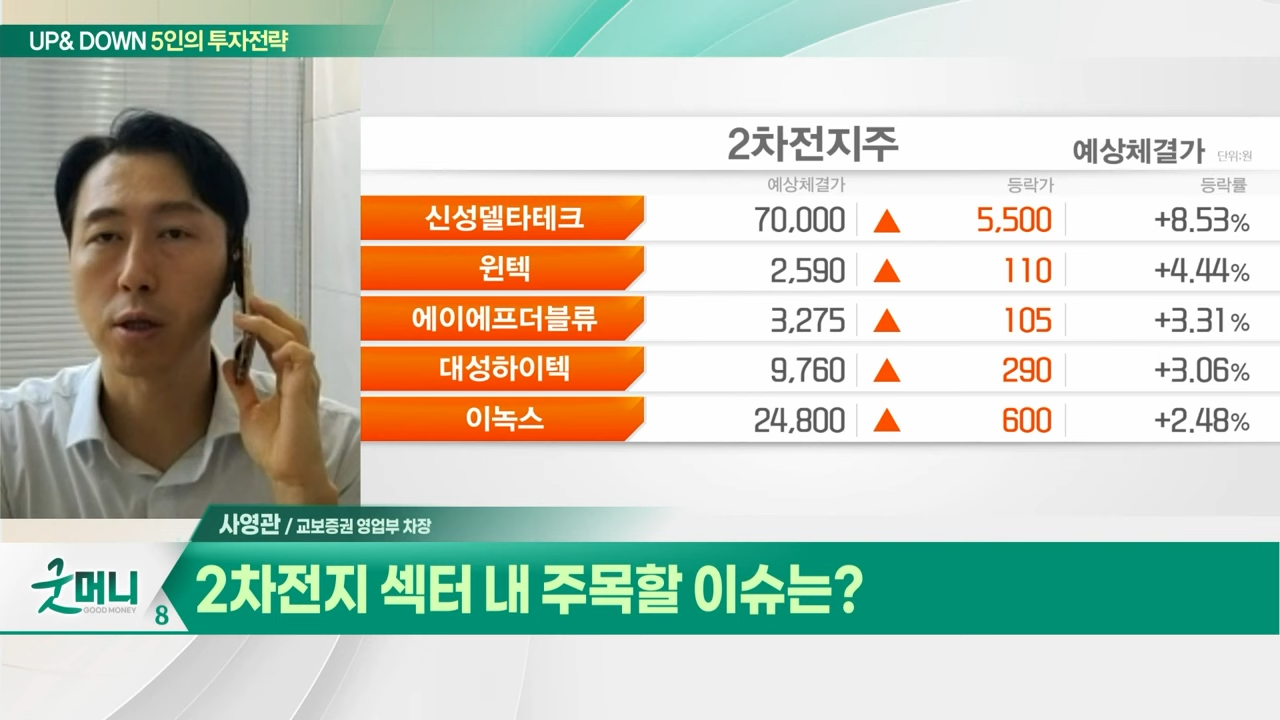 UP& DOWN 5인의 투자전략
2차전지주 예상체결가 단위:원
예상체결가 등락가 등락률
신성델타테크 70,000 ▲ 5,500 +8.53%
윈텍 2,590 ▲ 110 +4.44%
에이에프더블류 3,275 ▲ 105 +3.31%
대성하이텍 9,760 ▲ 290 +3.06%
이녹스 24,800 ▲ 600 +2.48%
사영관 / 교보증권 영업부 차장
굿머니
GOOD MONEY
8
2차전지 섹터 내 주목할 이슈는?